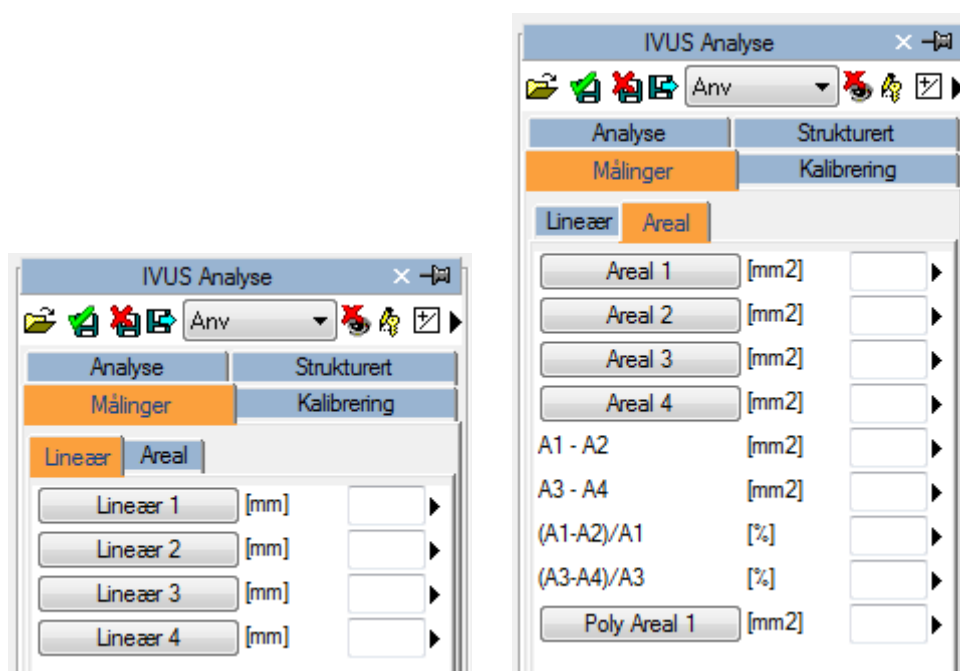 IVUS Analyse
Anv
Analyse Strukturert
Målinger Kalibrering
Lineær Areal
Lineær 1 [mm]
Lineær 2 [mm]
Lineær 3 [mm]
Lineær 4 [mm]
IVUS Analyse
Anv
Analyse Strukturert
Målinger Kalibrering
Lineær Areal
Areal 1 [mm2]
Areal 2 [mm2]
Areal 3 [mm2]
Areal 4 [mm2]
A1 - A2 [mm2]
A3 - A4 [mm2]
(A1-A2)/A1 [%]
(A3-A4)/A3 [%]
Poly Areal 1 [mm2]